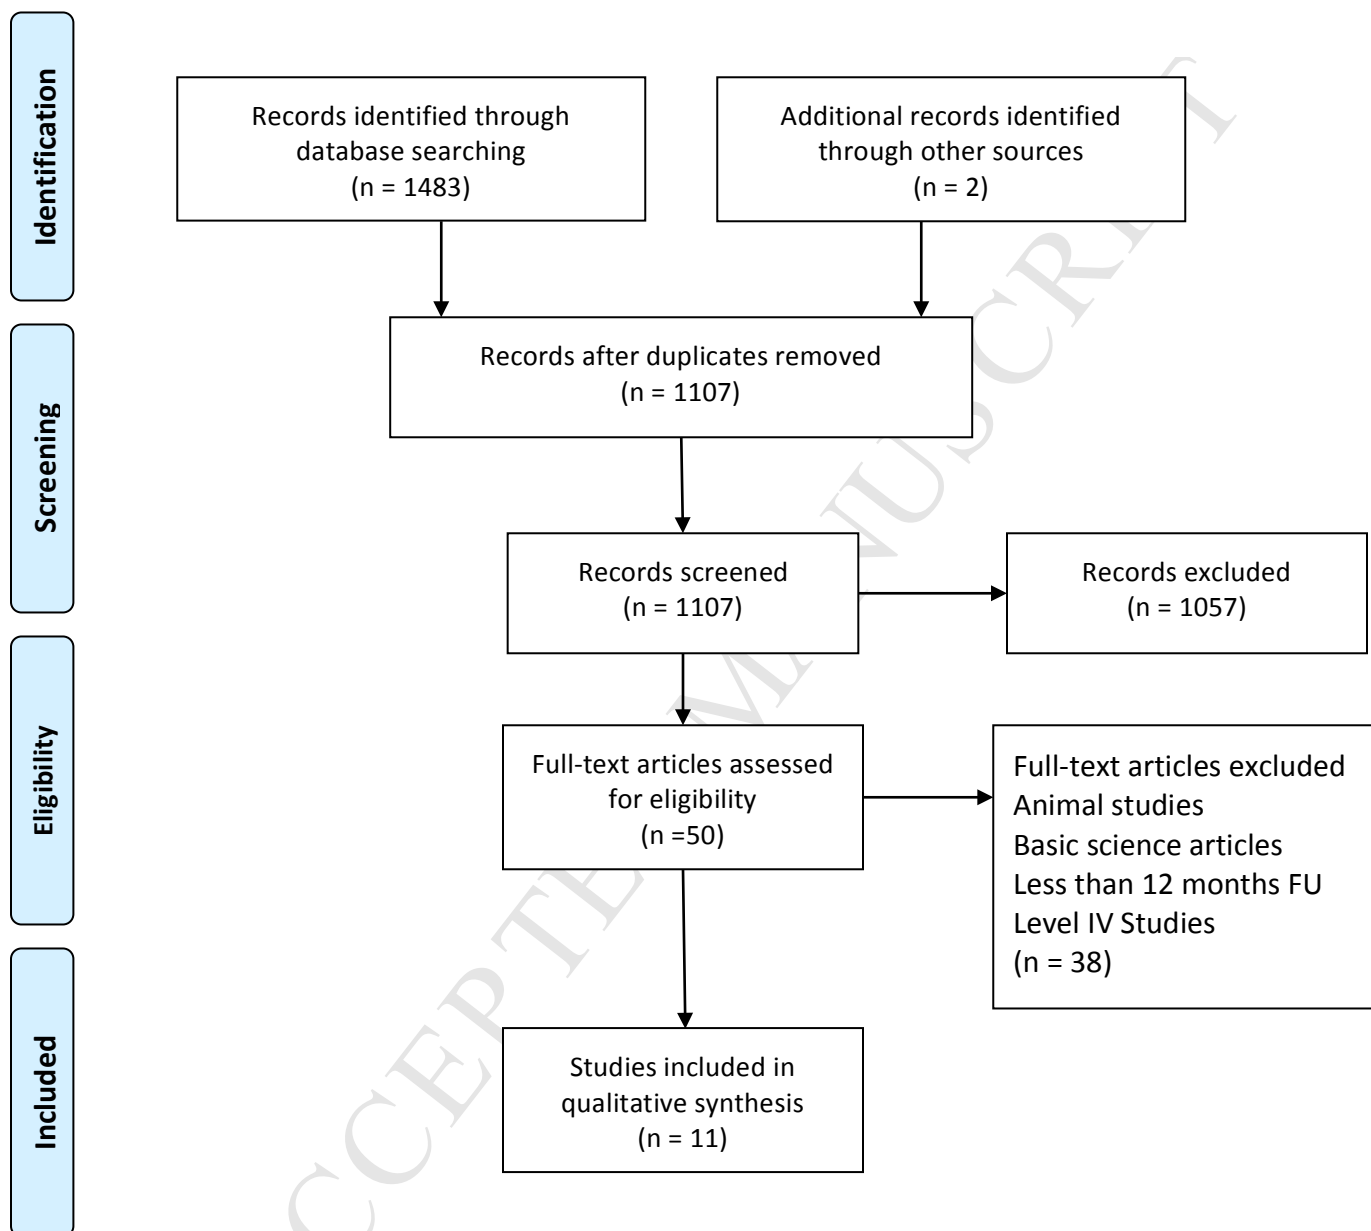 Identification
Records identified through
database searching
(n = 1483)
Additional records identified
through other sources
(n = 2)
Screening
Records after duplicates removed
(n = 1107)
Records screened
(n = 1107)
Records excluded
(n = 1057)
Eligibility
Full-text articles assessed
for eligibility
(n =50)
Full-text articles excluded
Animal studies
Basic science articles
Less than 12 months FU
Level IV Studies
(n = 38)
Included
Studies included in
qualitative synthesis
(n = 11)
CCEPTE MANUSCRIPT